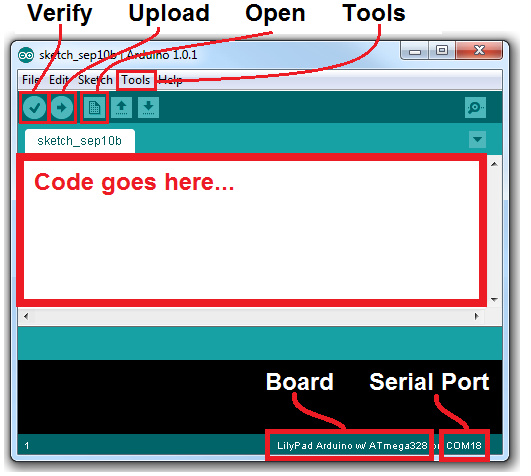 Verify Upload Open Tools
sketch_sep10b | Arduino 1.0.1
File Edit Sketch Tools Help
sketch_sep10b
Code goes here...
Board Serial Port
1 LilyPad Arduino w/ ATmega328 on COM18